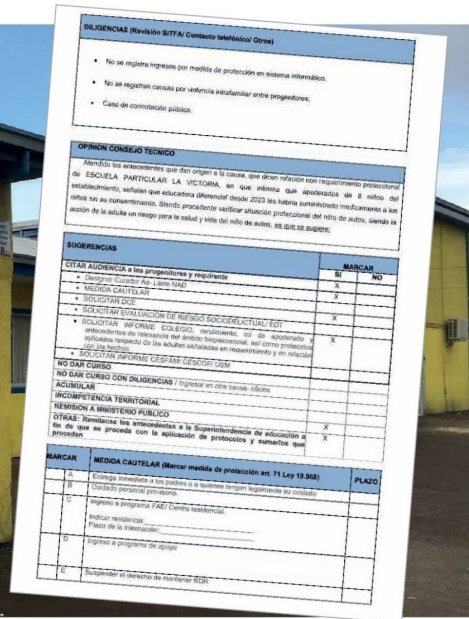 DILIGENCIAS (Revisión SITFA/ Contacto telefónico/ Otros)
• No se registra ingresos por medida de protección en sistema informático.
• No se registran causas por violencia intrafamiliar entre progenitores.
• Caso de connotación pública.
OPINION CONSEJO TECNICO
Atendido los antecedentes que dan origen a la causa, que dicen relación con requerimiento proteccional
de ESCUELA PARTICULAR LA VICTORIA, en que informa que apoderados de 8 niños del
establecimiento, señalan que educadora diferencial desde 2023 les habría suministrado medicamento a los
niños sin su consentimiento. Siendo procedente verificar situación proteccional del niño de autos, siendo la
acción de la adulta un riesgo para la salud y vida del niño de autos, es que se sugiere:
SUGERENCIAS MARCAR
SI NO
CITAR AUDIENCIA a los progenitores y requirente X
• Designar Curador Ad- Litem NAD X
• MEDIDA CAUTELAR
• SOLICITAR DCE X
• SOLICITAR EVALUACIÓN DE RIESGO SOCIODELICTUAL/ EDT
• SOLICITAR INFORME COLEGIO, rendimiento, rol de apoderado y X
antecedentes de relevancia del ámbito biopsicosocial, así como protocolos
aplicados respecto de las adultas señaladas en requerimiento y en relación
con los hechos.
• SOLICITAR INFORME CESFAM/ CESCOF/ USM
NO DAR CURSO
NO DAR CURSO CON DILIGENCIAS / Ingresar en otra causa- oficios
ACUMULAR
INCOMPETENCIA TERRITORIAL
REMISION A MINISTERIO PUBLICO X
OTRAS: Remítanse los antecedentes a la Superintendencia de educación a X
fin de que se proceda con la aplicación de protocolos y sumarios que
procedan
MARCAR MEDIDA CAUTELAR (Marcar medida de protección art. 71 Ley 19.968) PLAZO
A Entrega inmediata a los padres o a quienes tengan legalmente su cuidado
B Cuidado personal provisorio.
C Ingreso a programa FAE/ Centro residencial.
Indicar residencia:
Plazo de la internación:
D Ingreso a programa de apoyo
E Suspender el derecho de mantener RDR